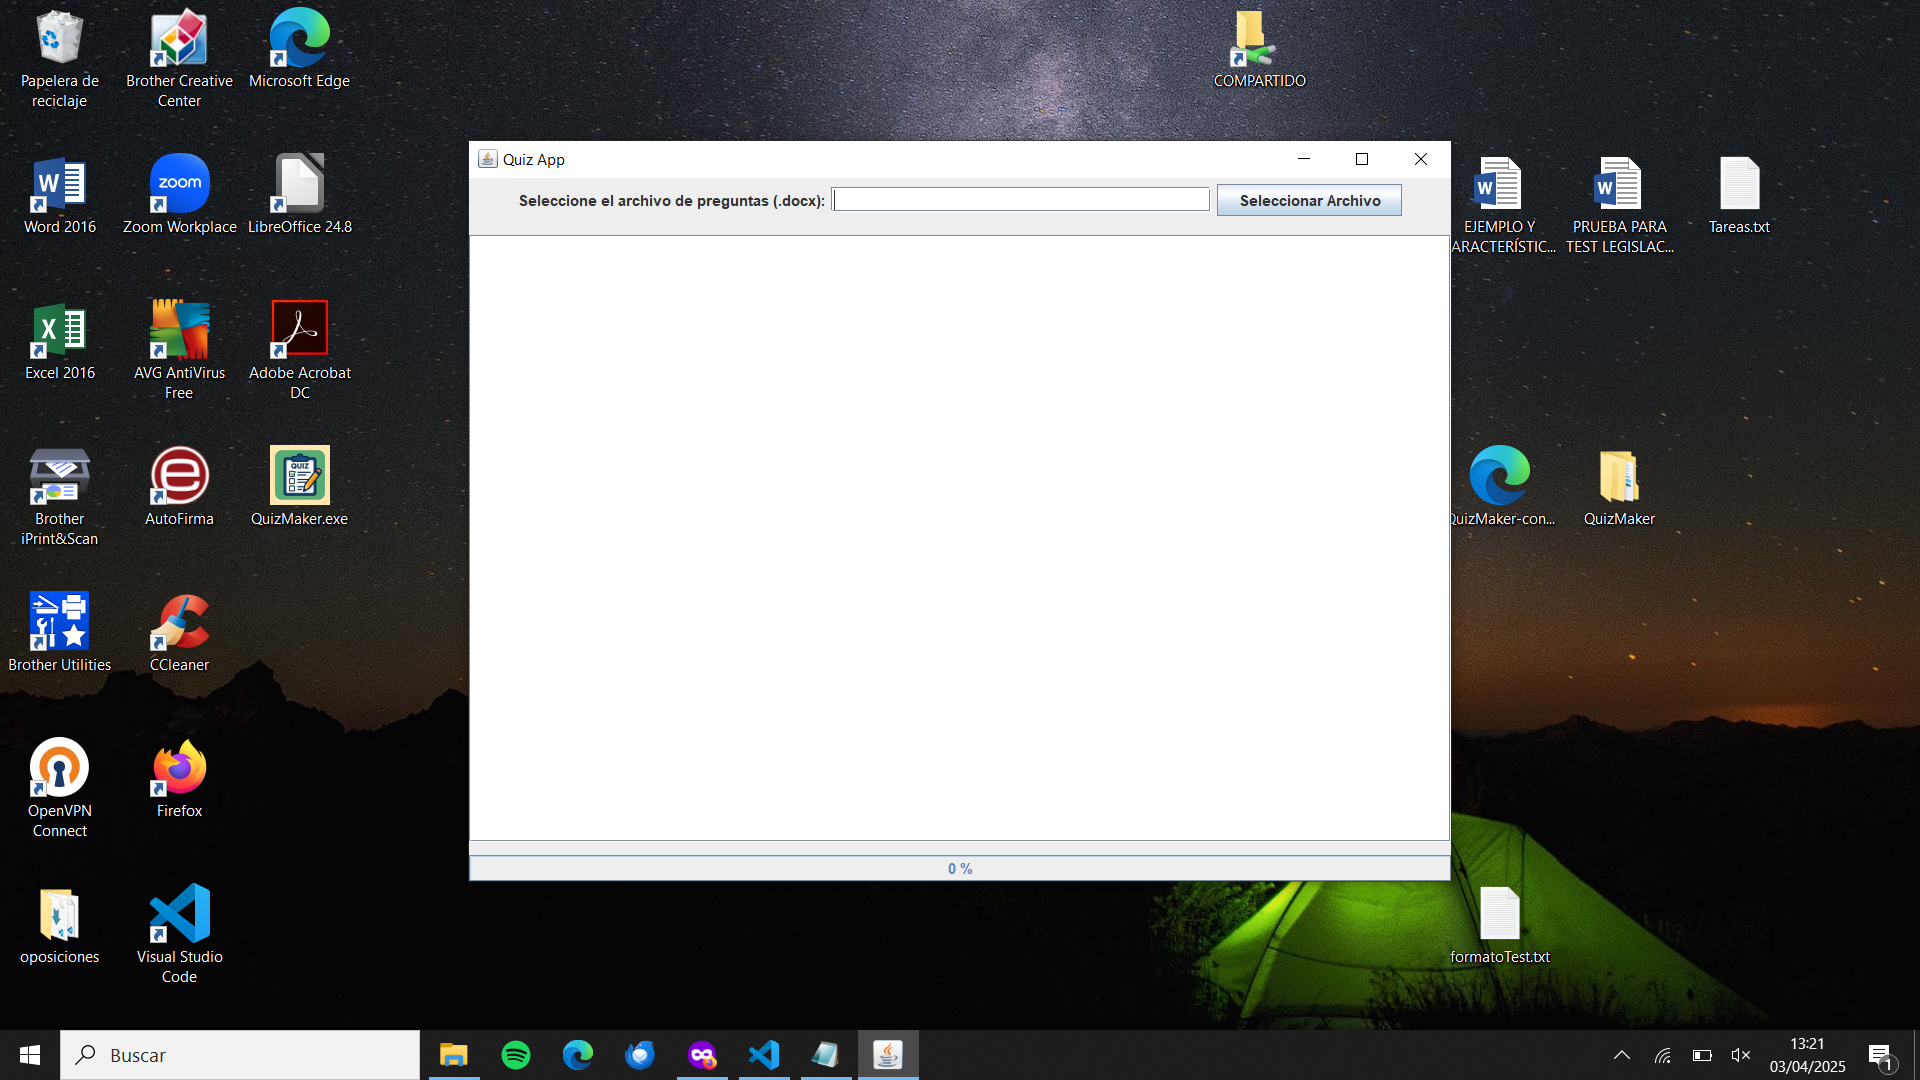 Papelera de
reciclaje
Brother Creative
Center
Microsoft Edge
COMPARTIDO
Word 2016
zoom
Zoom Workplace
LibreOffice 24.8
Quiz App
Seleccione el archivo de preguntas (.docx):
Seleccionar Archivo
EJEMPLO Y
ARACTERÍSTIC...
PRUEBA PARA
TEST LEGISLAC...
Tareas.txt
Excel 2016
AVG AntiVirus
Free
Adobe Acrobat
DC
Brother
iPrint&Scan
AutoFirma
QUIZ
QuizMaker.exe
QuizMaker-con...
QuizMaker
Brother Utilities
CCleaner
OpenVPN
Connect
Firefox
0 %
oposiciones
Visual Studio
Code
formatoTest.txt
Buscar
13:21
03/04/2025
1